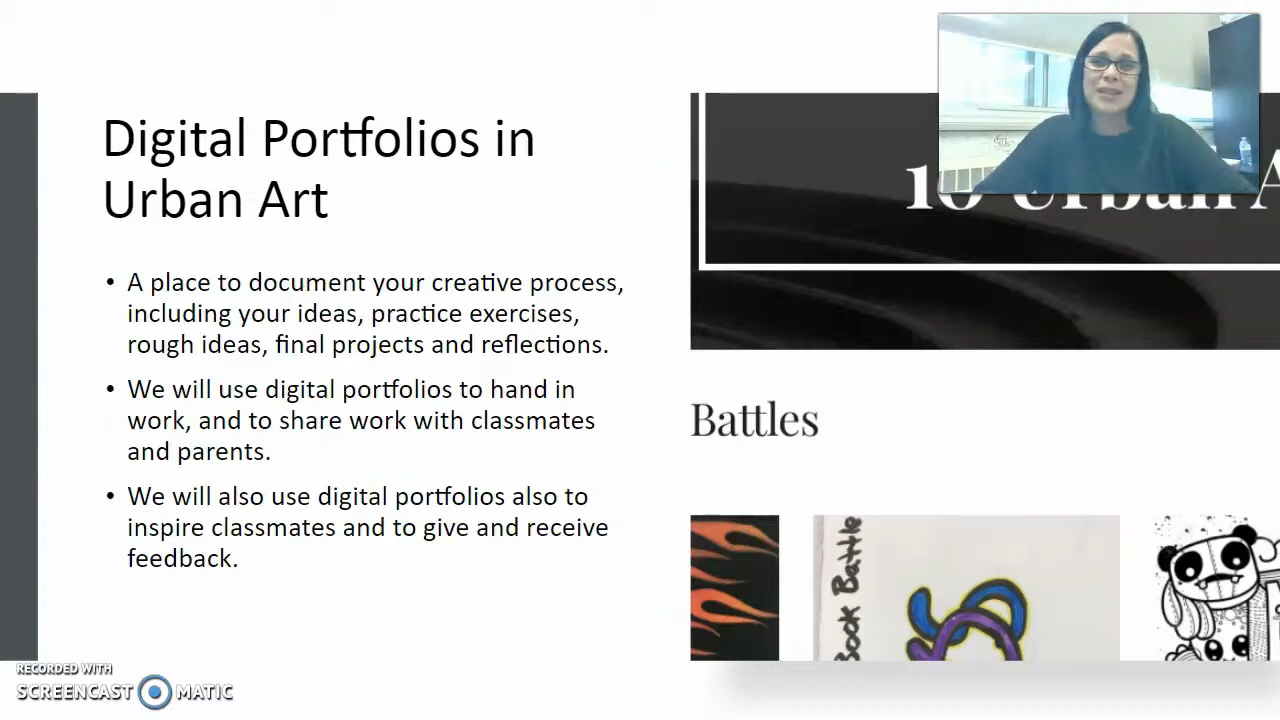 Digital Portfolios in
Urban Art
• A place to document your creative process,
including your ideas, practice exercises,
rough ideas, final projects and reflections.
• We will use digital portfolios to hand in
work, and to share work with classmates
and parents.
• We will also use digital portfolios also to
inspire classmates and to give and receive
feedback.
10 Urban A
Battles
Book Battle
RECORDED WITH
SCREENCAST MATIC